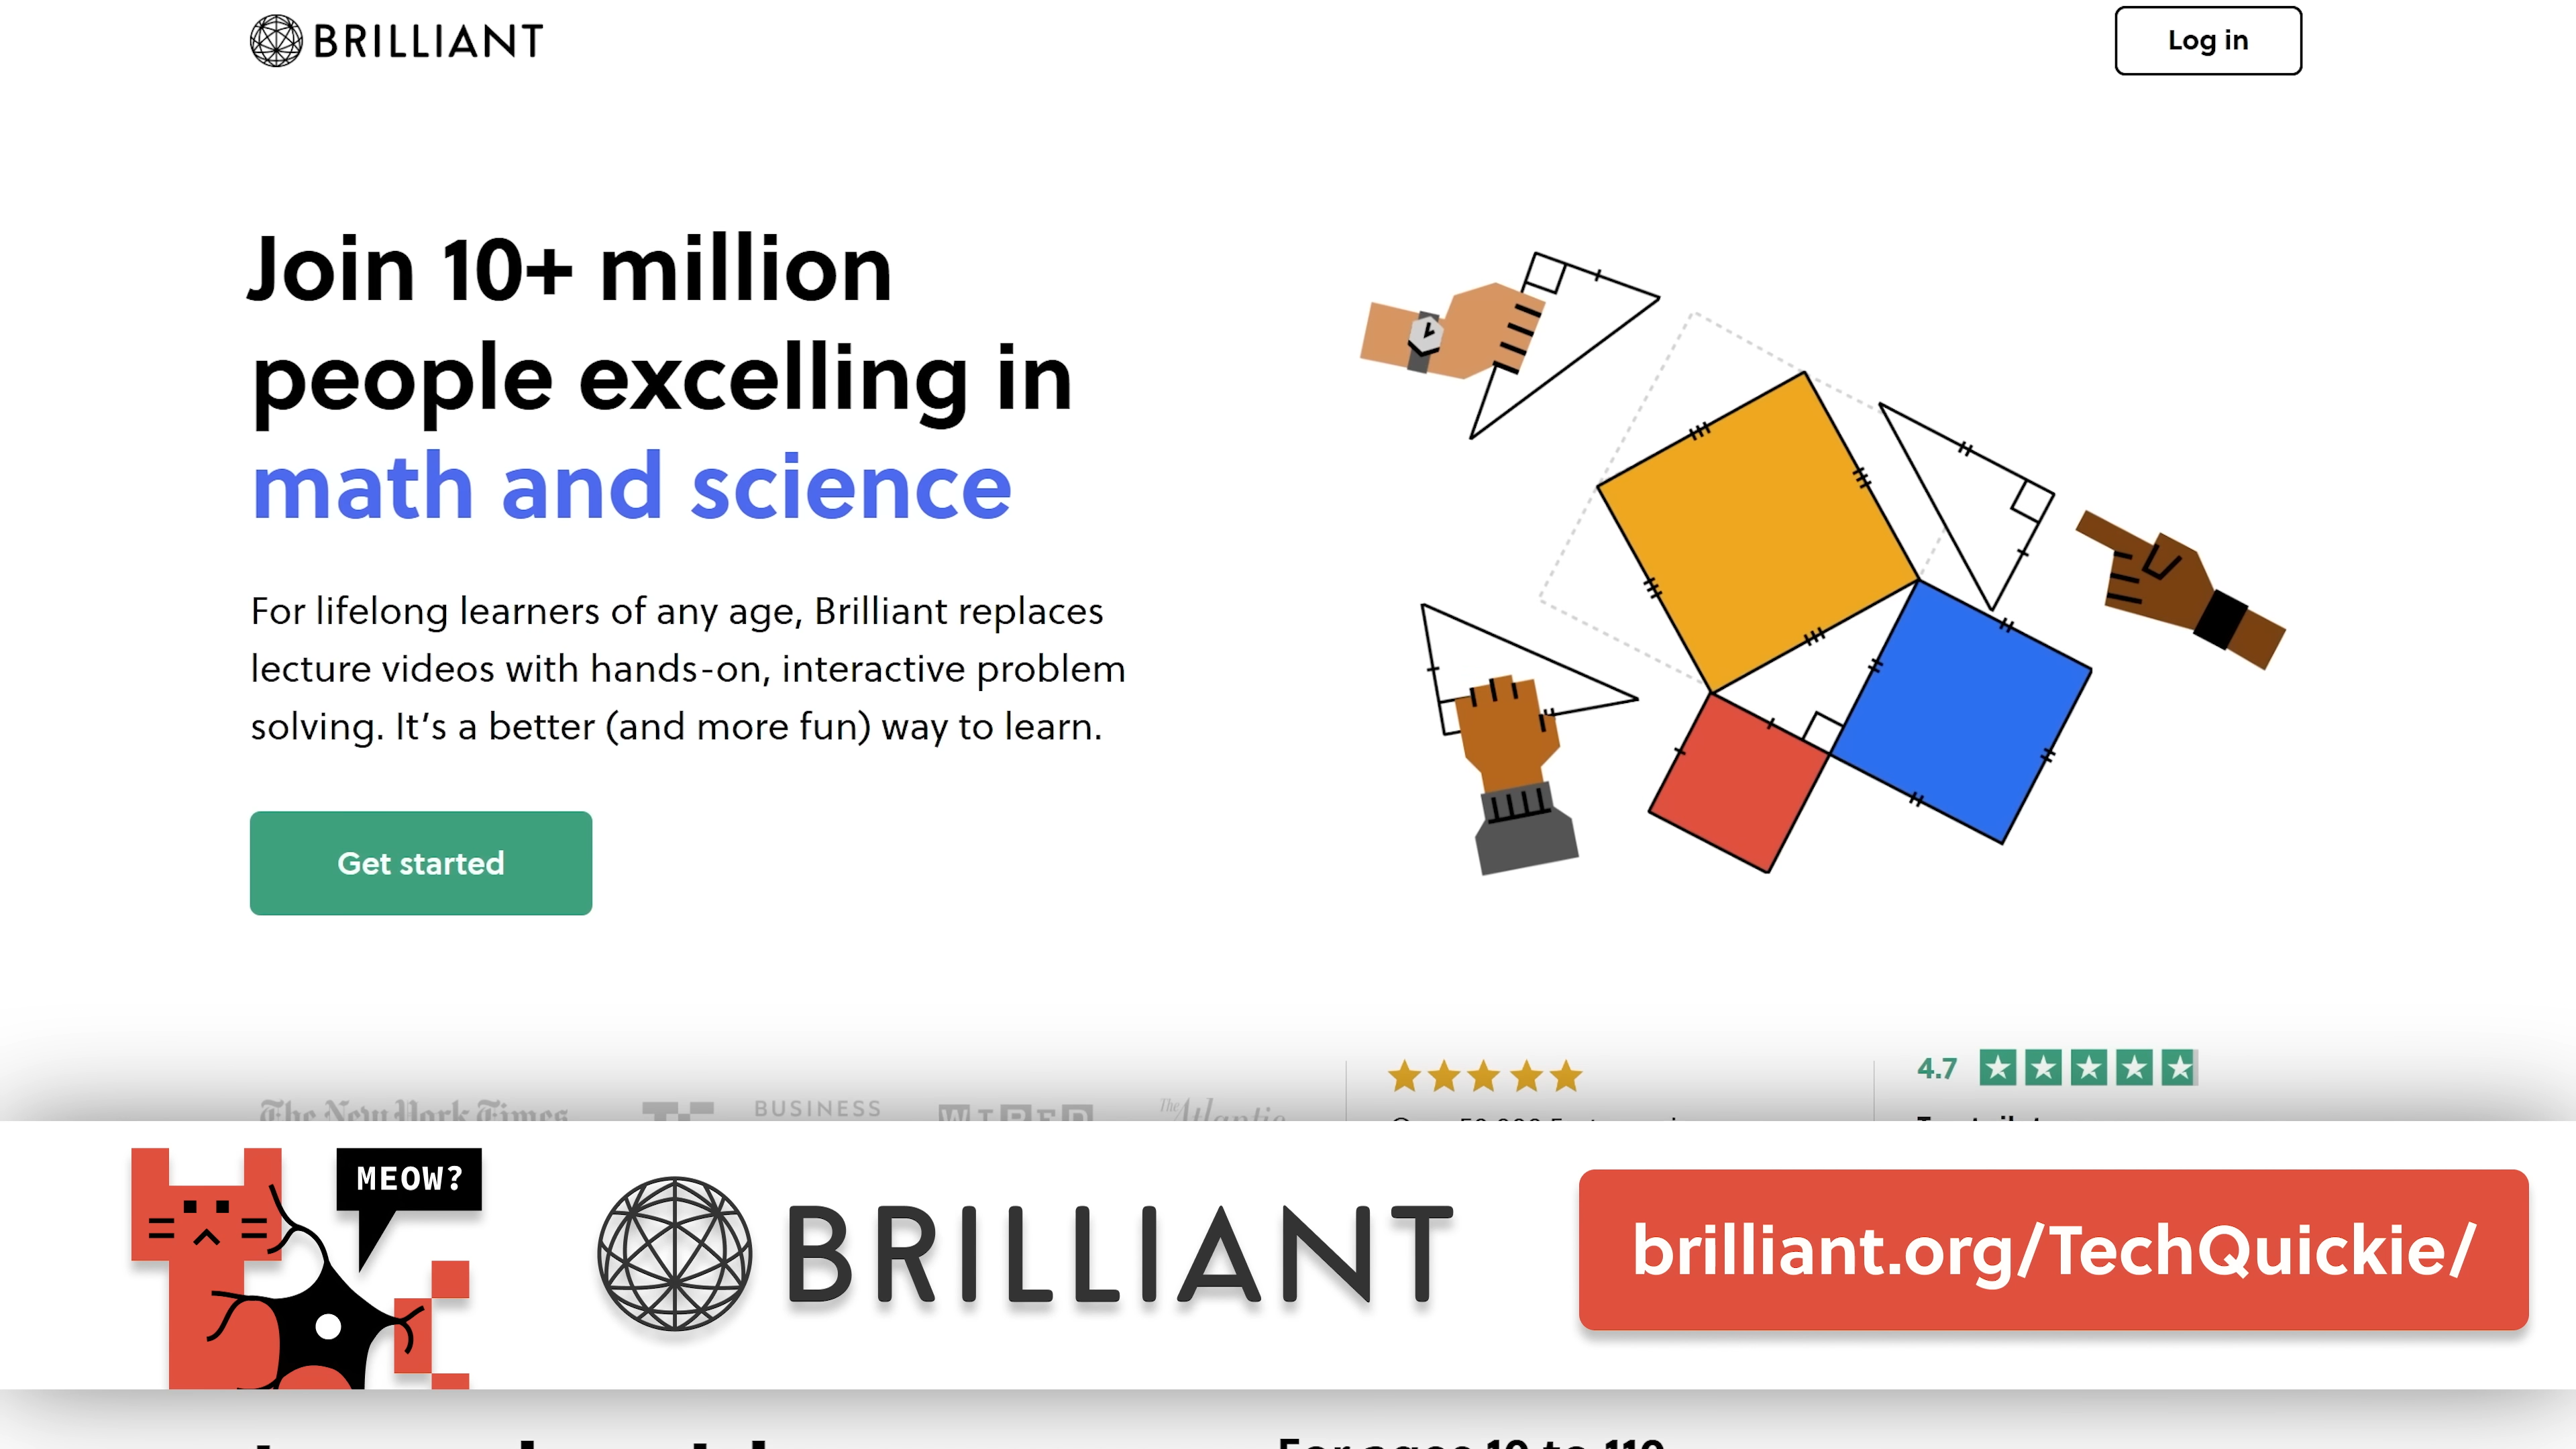 BRILLIANT
Log in
Join 10+ million
people excelling in
math and science
For lifelong learners of any age, Brilliant replaces
lecture videos with hands-on, interactive problem
solving. It's a better (and more fun) way to learn.
Get started
4.7
The New York Times
BUSINESS
WIRED
The Atlantic
MEOW?
BRILLIANT
brilliant.org/TechQuickie/
For ages 10 to 110